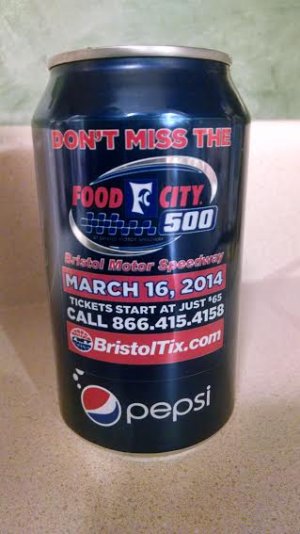 DON'T MISS THE
FOOD FC CITY
500
Bristol Motor Speedway
MARCH 16, 2014
TICKETS START AT JUST $65
CALL 866.415.4158
BristolTix.com
pepsi